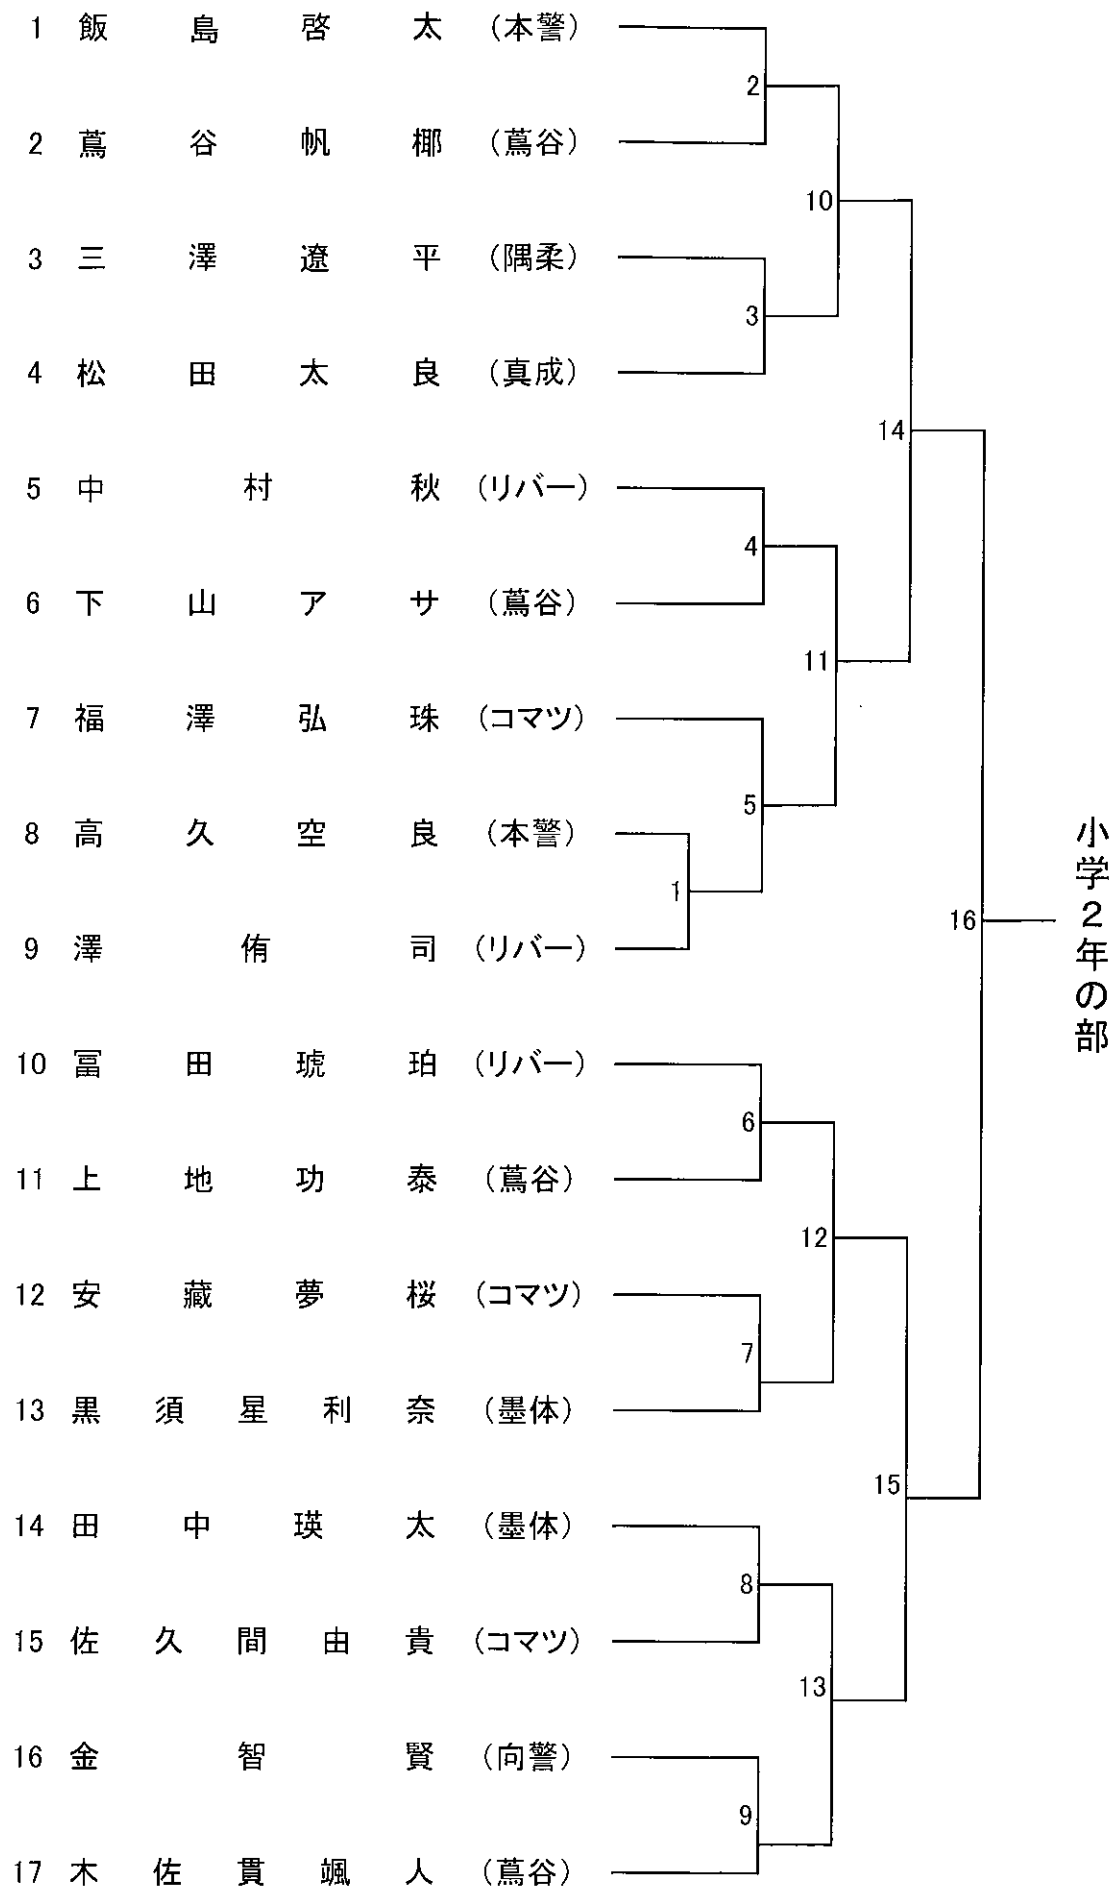 1 飯島啓太 (本警)
2
2 蔦谷帆椰 (蔦谷)
10
3 三澤遼平 (隅柔)
3
4 松田太良 (真成)
14
5 中村秋 (リバー)
4
6 下山アサ (蔦谷)
11
7 福澤弘珠 (コマツ)
5
8 高久空良 (本警)
1
9 澤侑司 (リバー)
16
小学2年の部
10 冨田琥珀 (リバー)
6
11 上地功泰 (蔦谷)
12
12 安藏夢桜 (コマツ)
7
13 黒須星利奈 (墨体)
15
14 田中瑛太 (墨体)
8
15 佐久間由貴 (コマツ)
13
16 金智賢 (向警)
9
17 木佐貫颯人 (蔦谷)